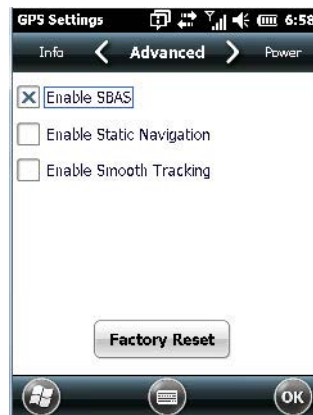 GPS Settings 6:58
Info Advanced Power
Enable SBAS
Enable Static Navigation
Enable Smooth Tracking
Factory Reset
OK